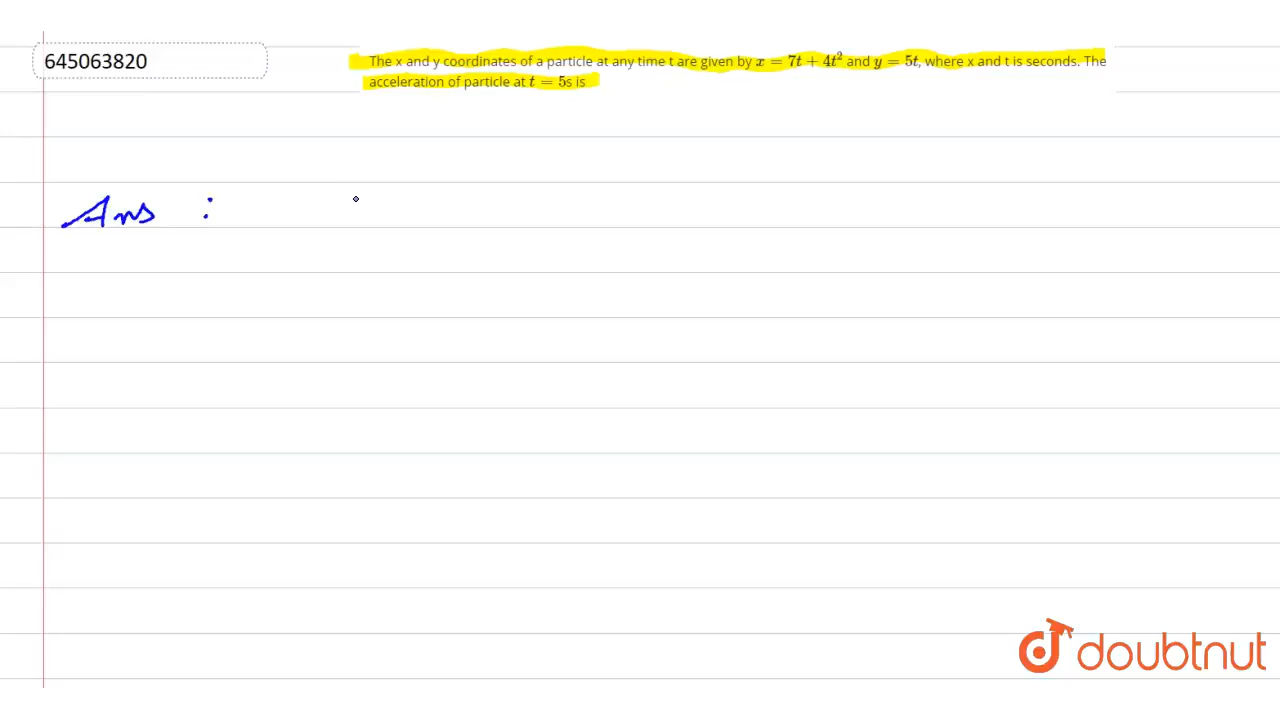 645063820
The x and y coordinates of a particle at any time t are given by x = 7t + 4t² and y = 5t, where x and t is seconds. The
acceleration of particle at t = 5s is
Ans :
doubtnut